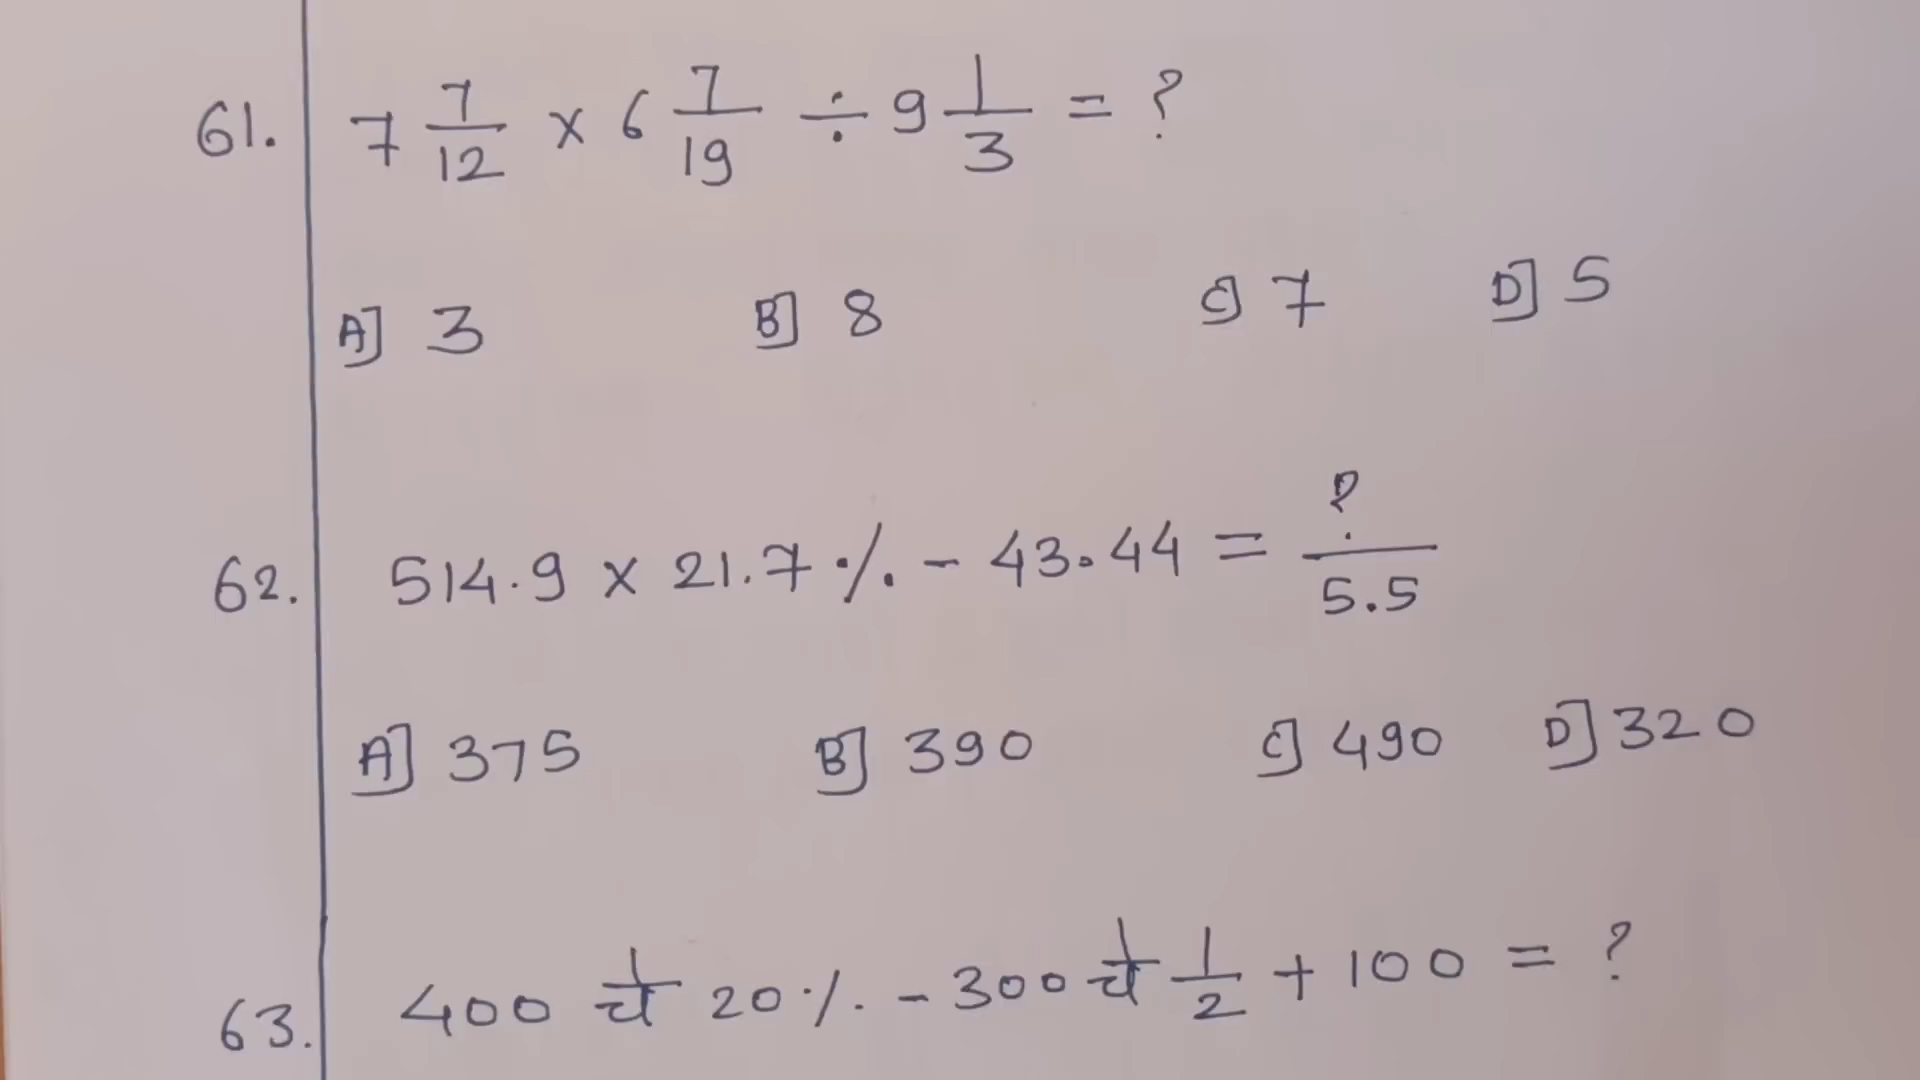 61. 7 7/12 × 6 7/19 ÷ 9 1/3 = ?
A] 3 B] 8 C] 7 D] 5
62. 514.9 × 21.7 % - 43.44 = ?/5.5
A] 375 B] 390 C] 490 D] 320
63. 400 चे 20 % - 300 चे 1/2 + 100 = ?